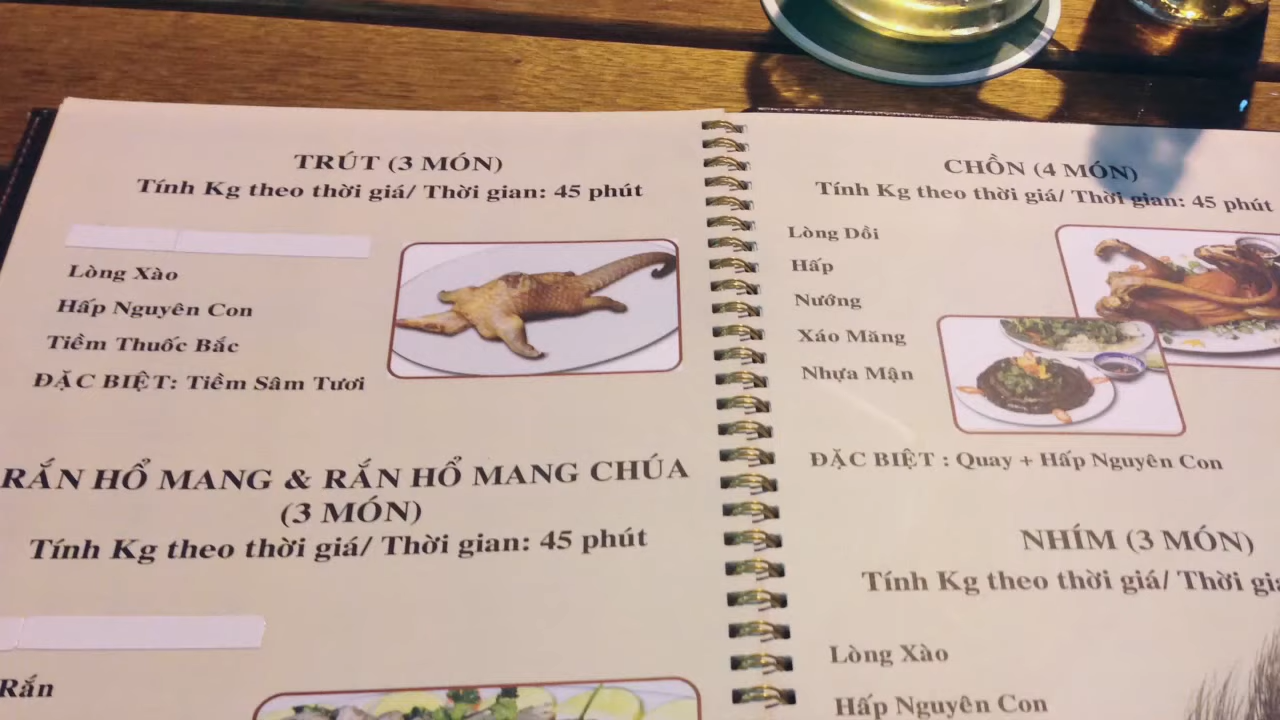 TRÚT (3 MÓN)
Tính Kg theo thời giá/ Thời gian: 45 phút
Lòng Xào
Hấp Nguyên Con
Tiềm Thuốc Bắc
ĐẶC BIỆT: Tiềm Sâm Tươi
RẮN HỔ MANG & RẮN HỔ MANG CHÚA
(3 MÓN)
Tính Kg theo thời giá/ Thời gian: 45 phút
Rắn
CHỒN (4 MÓN)
Tính Kg theo thời giá/ Thời gian: 45 phút
Lòng Dồi
Hấp
Nướng
Xáo Măng
Nhựa Mận
ĐẶC BIỆT : Quay + Hấp Nguyên Con
NHÍM (3 MÓN)
Tính Kg theo thời giá/ Thời
Lòng Xào
Hấp Nguyên Con